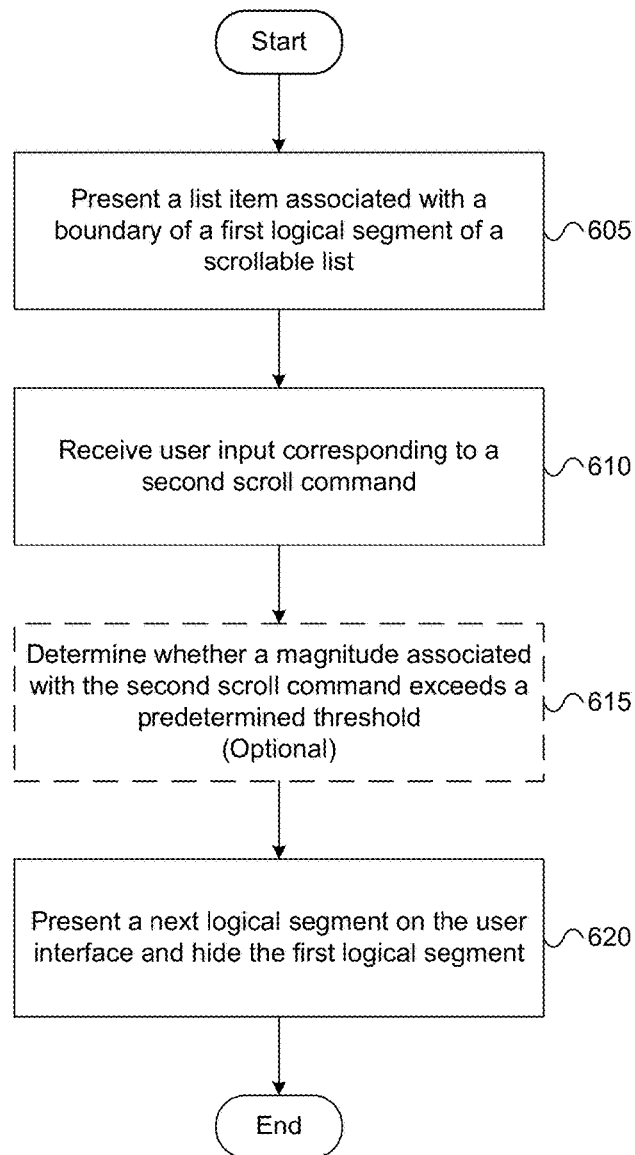 Start
Present a list item associated with a
boundary of a first logical segment of a
scrollable list
605
Receive user input corresponding to a
second scroll command
610
Determine whether a magnitude associated
with the second scroll command exceeds a
predetermined threshold
(Optional)
615
Present a next logical segment on the user
interface and hide the first logical segment
620
End